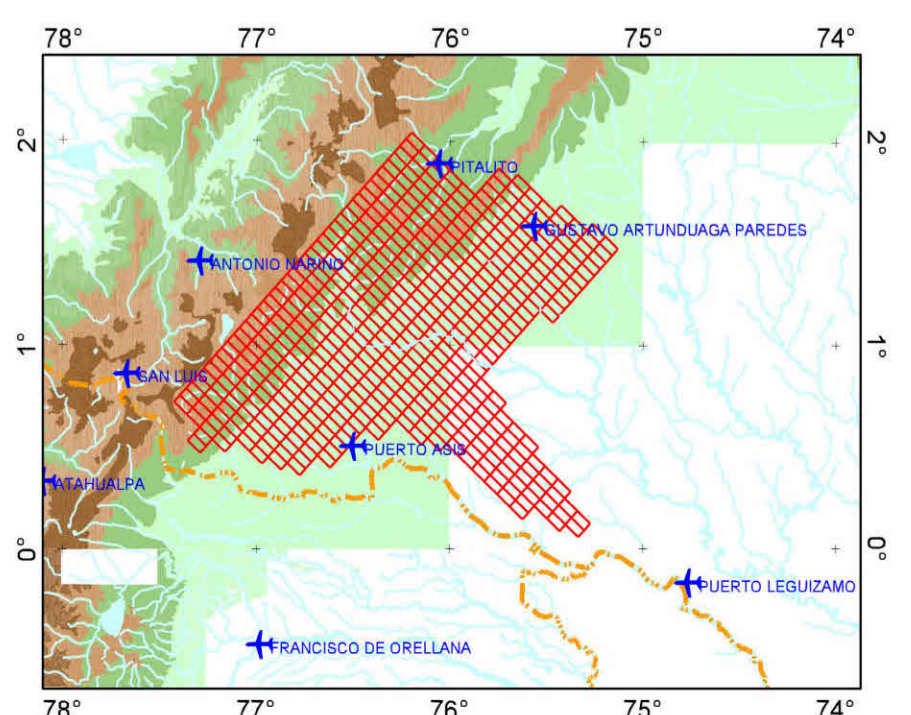 78° 77° 76° 75° 74°
2° 2°
PITALITO
GUSTAVO ARTUNDUAGA PAREDES
ANTONIO NARIÑO
1° 1°
SAN LUIS
PUERTO ASIS
ATAHUALPA
0° 0°
PUERTO LEGUIZAMO
FRANCISCO DE ORELLANA
78° 77° 76° 75° 74°